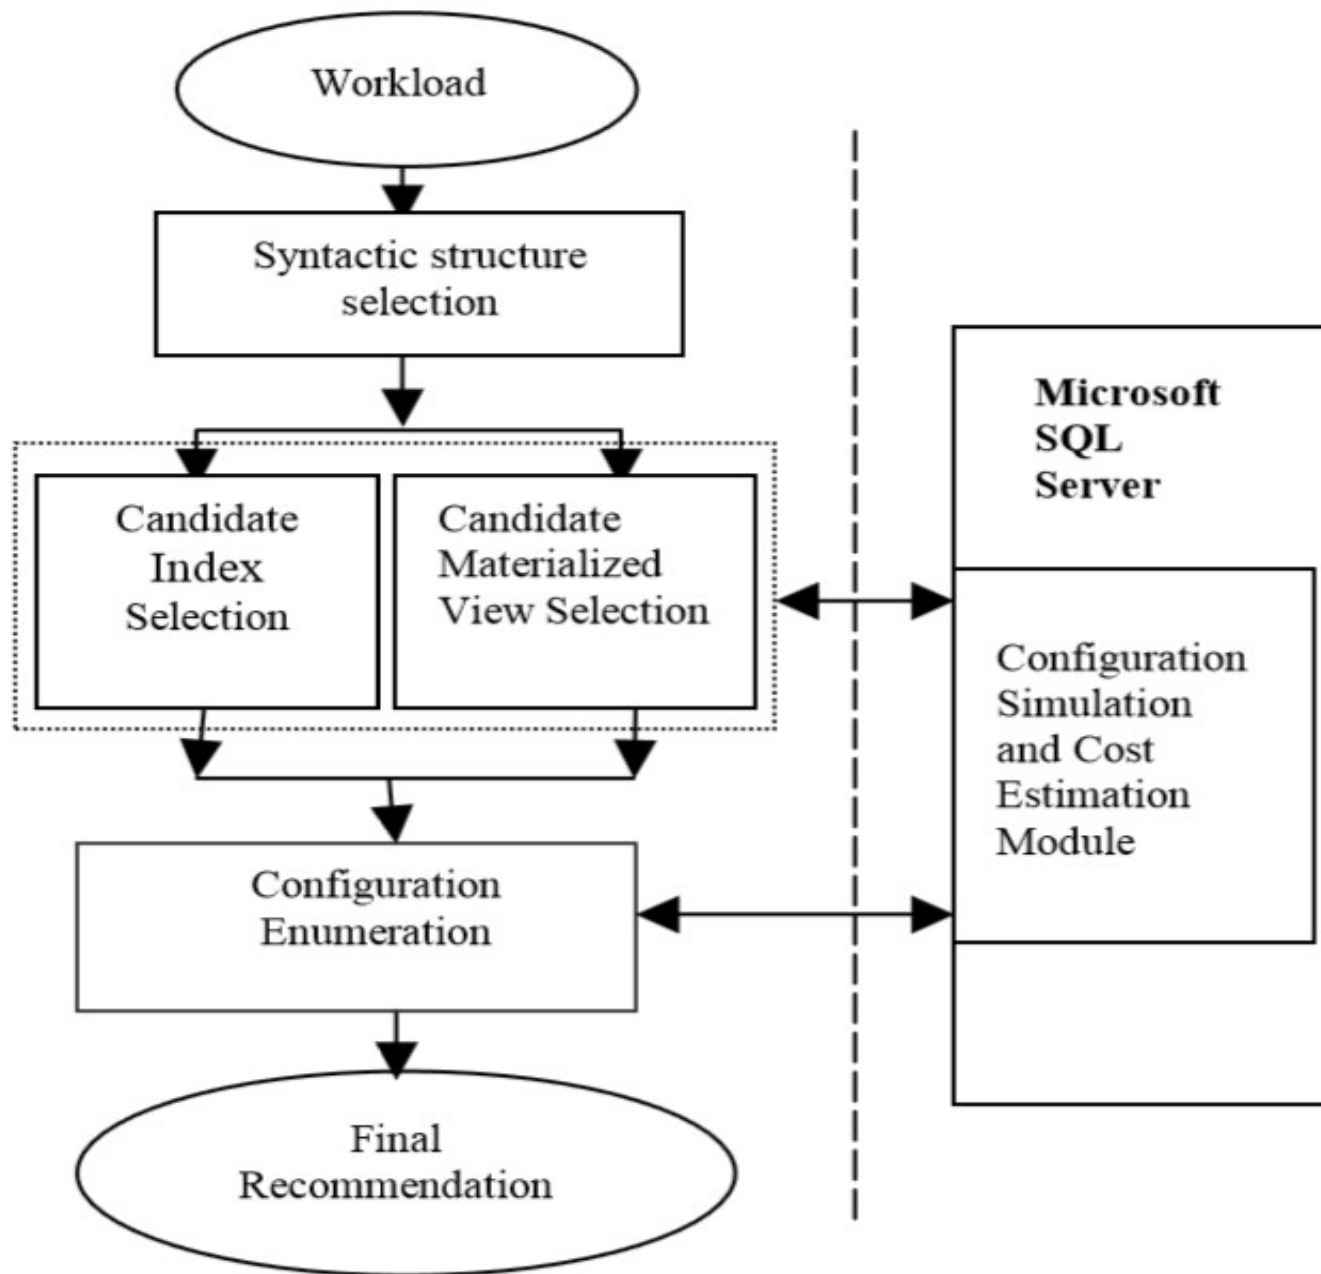 Workload
Syntactic structure
selection
Candidate
Index
Selection
Candidate
Materialized
View Selection
Configuration
Enumeration
Final
Recommendation
Microsoft
SQL
Server
Configuration
Simulation
and Cost
Estimation
Module